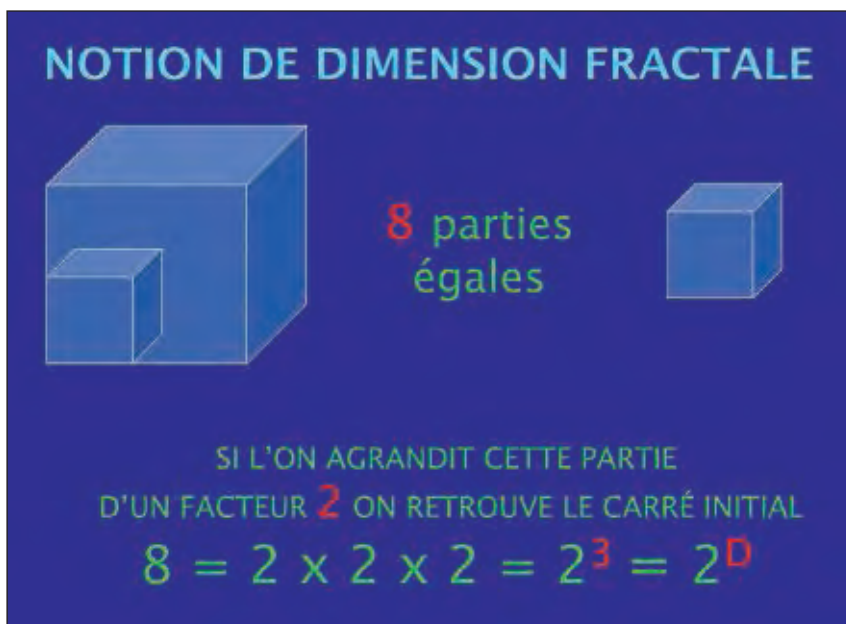 NOTION DE DIMENSION FRACTALE
8 parties
égales
SI L'ON AGRANDIT CETTE PARTIE
D'UN FACTEUR 2 ON RETROUVE LE CARRÉ INITIAL
8 = 2 x 2 x 2 = 2³ = 2ᴰ